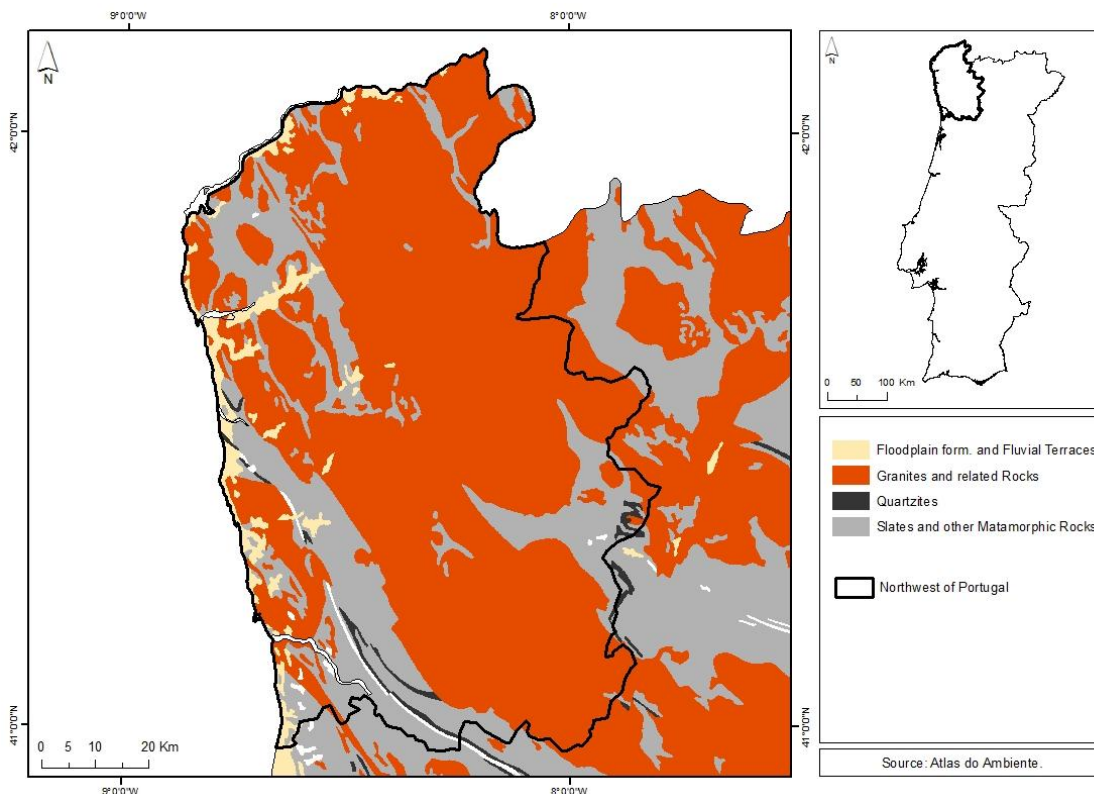 9°0'0"W
8°0'0"W
N
42°0'0"N
42°0'0"N
41°0'0"N
41°0'0"N
0 5 10 20 Km
9°0'0"W
8°0'0"W
N
0 50 100 Km
Floodplain form. and Fluvial Terraces
Granites and related Rocks
Quartzites
Slates and other Matamorphic Rocks
Northwest of Portugal
Source: Atlas do Ambiente.